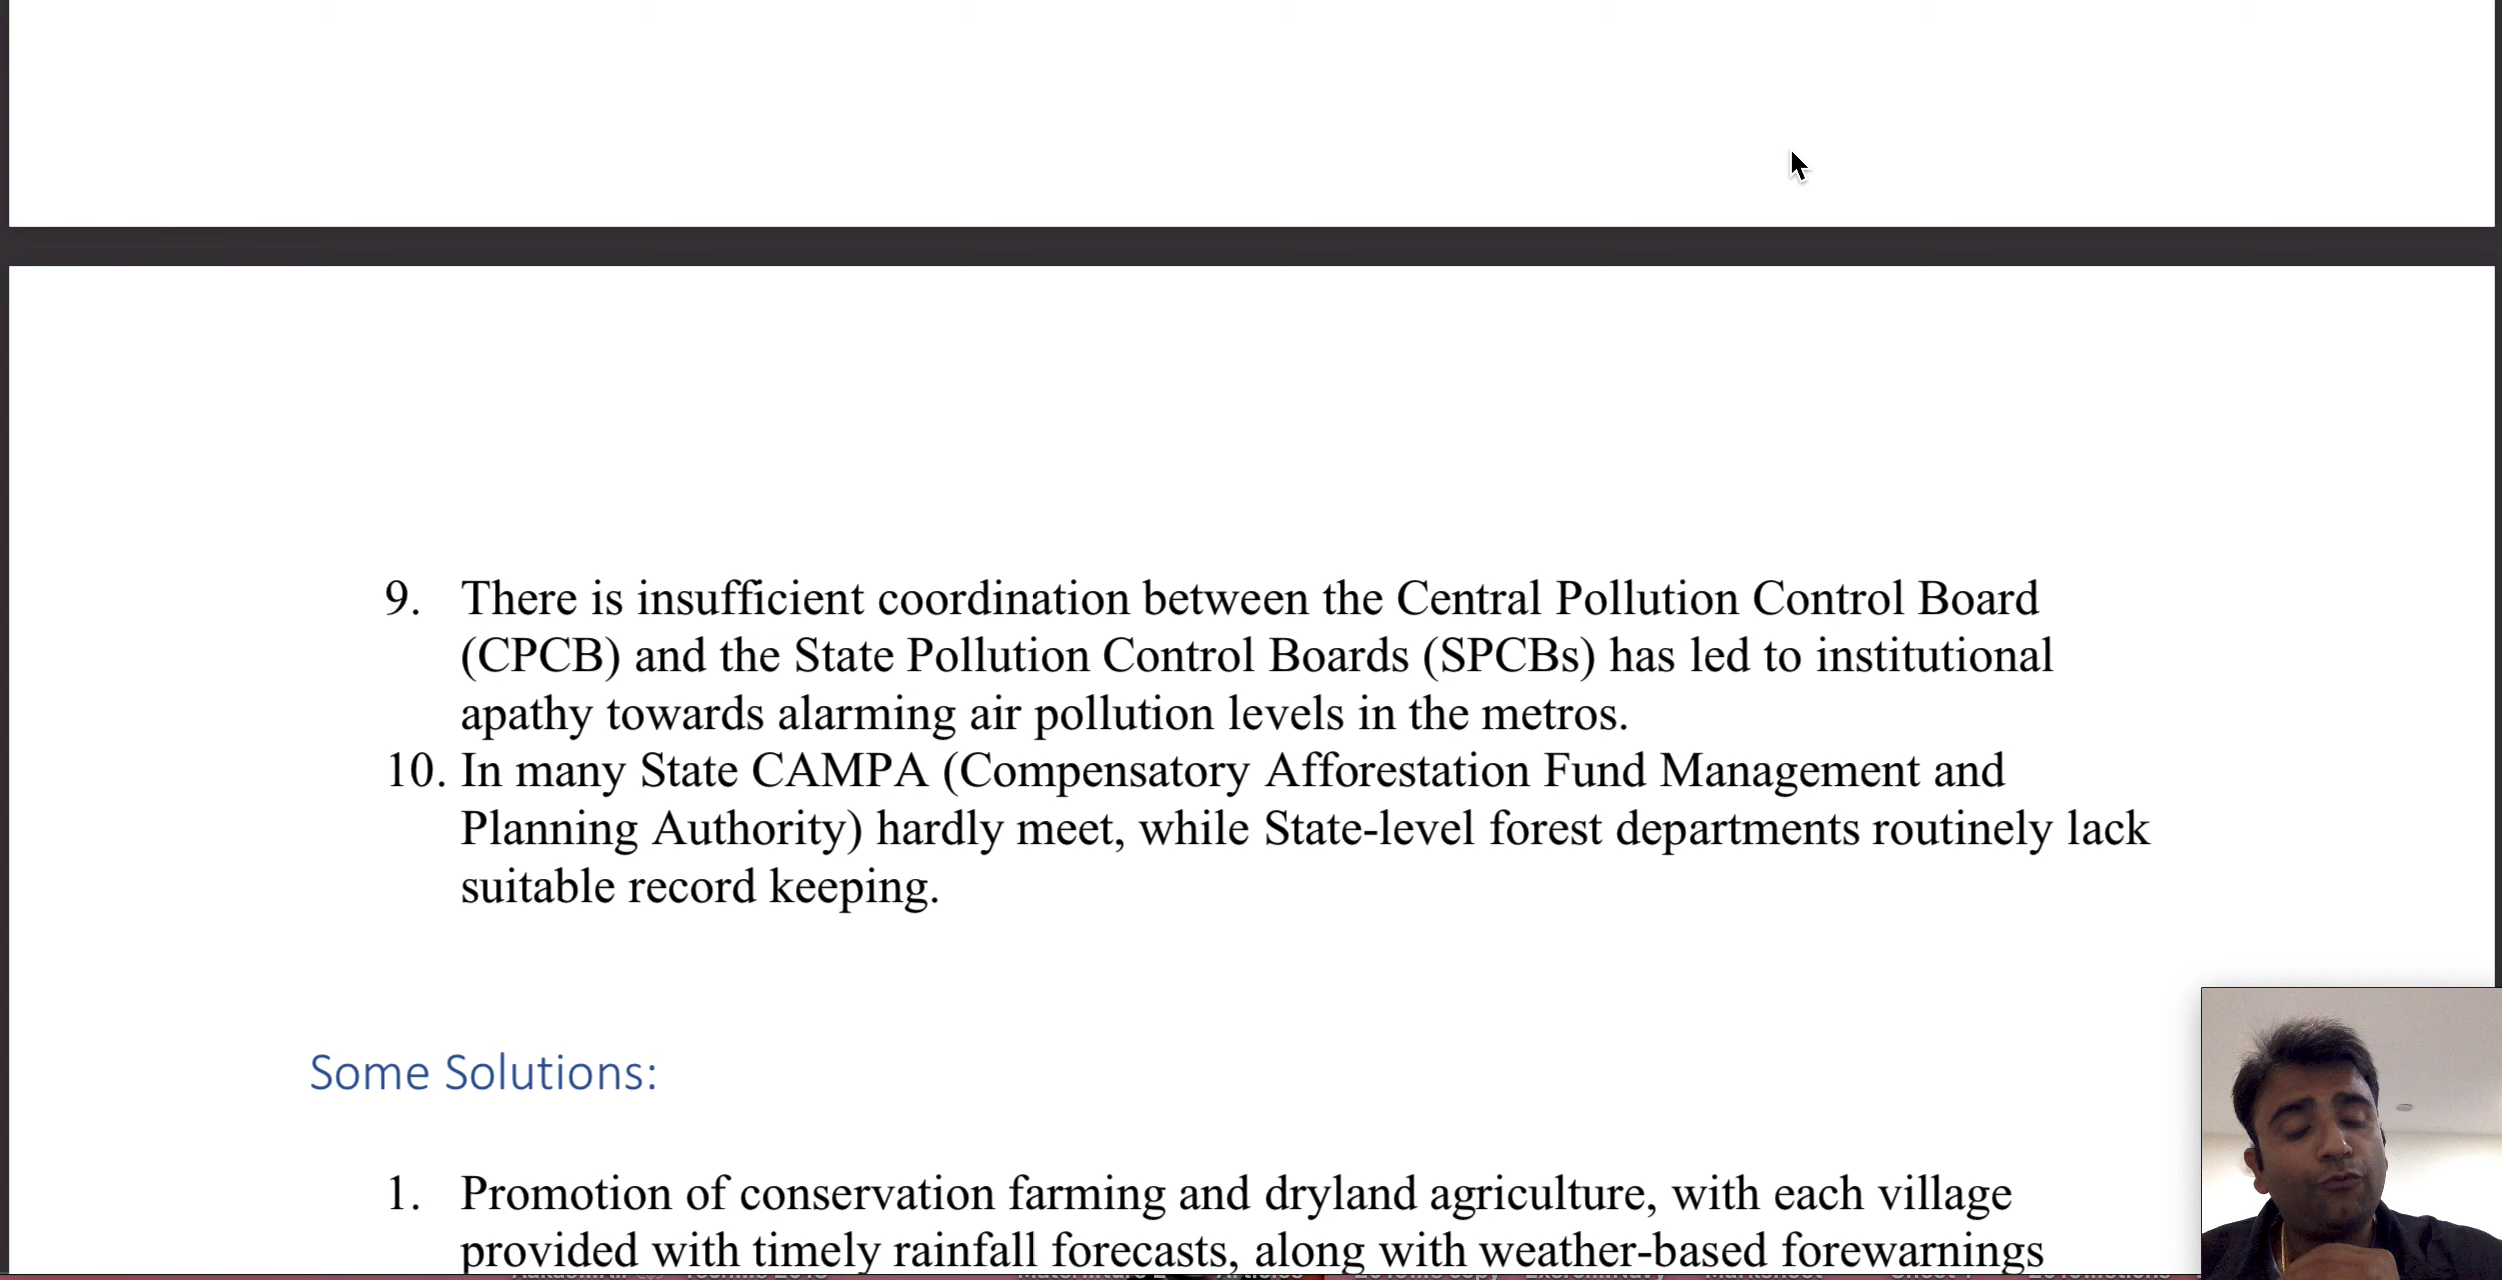 9. There is insufficient coordination between the Central Pollution Control Board
(CPCB) and the State Pollution Control Boards (SPCBs) has led to institutional
apathy towards alarming air pollution levels in the metros.
10. In many State CAMPA (Compensatory Afforestation Fund Management and
Planning Authority) hardly meet, while State-level forest departments routinely lack
suitable record keeping.
Some Solutions:
1. Promotion of conservation farming and dryland agriculture, with each village
provided with timely rainfall forecasts, along with weather-based forewarnings